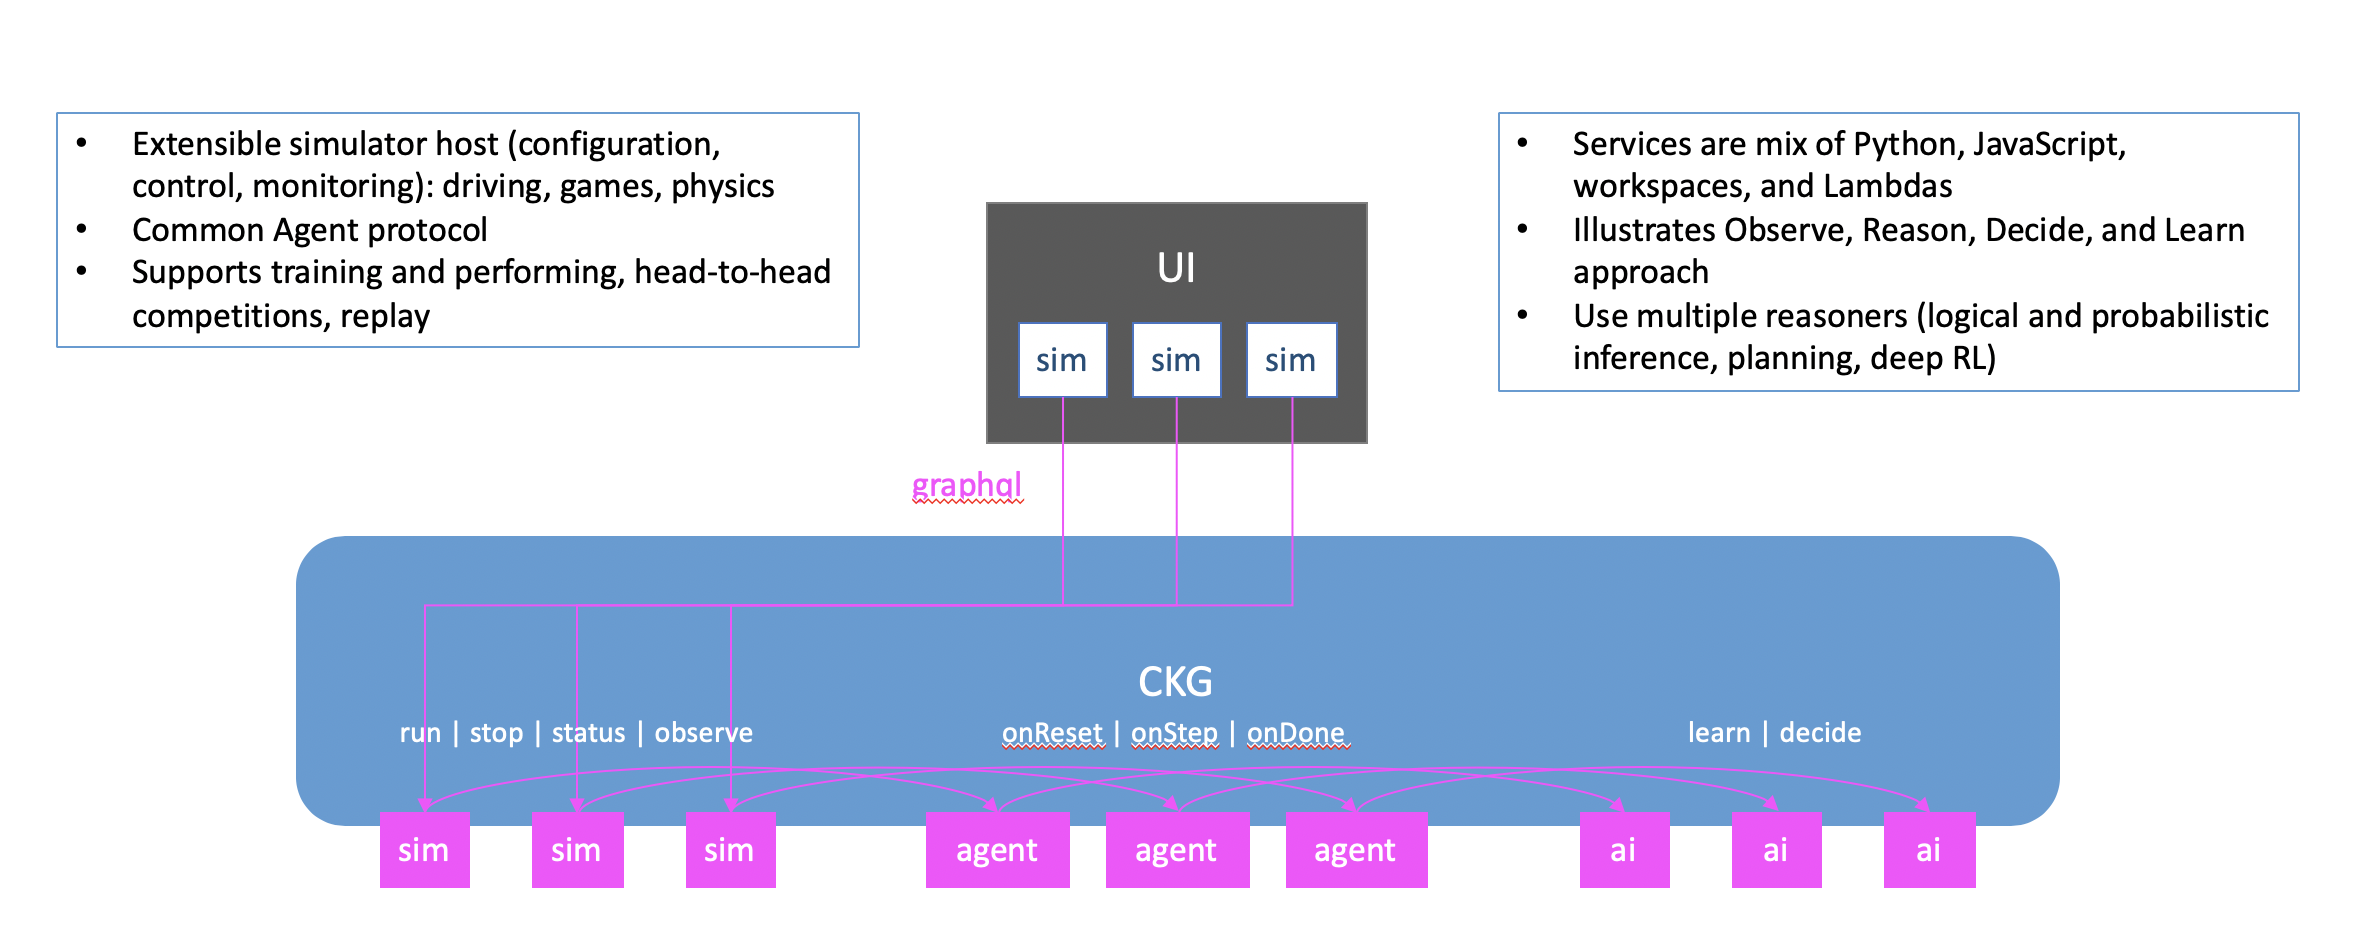 • Extensible simulator host (configuration,
control, monitoring): driving, games, physics
• Common Agent protocol
• Supports training and performing, head-to-head
competitions, replay
• Services are mix of Python, JavaScript,
workspaces, and Lambdas
• Illustrates Observe, Reason, Decide, and Learn
approach
• Use multiple reasoners (logical and probabilistic
inference, planning, deep RL)
UI
sim sim sim
graphql
CKG
run | stop | status | observe
onReset | onStep | onDone
learn | decide
sim sim sim agent agent agent ai ai ai